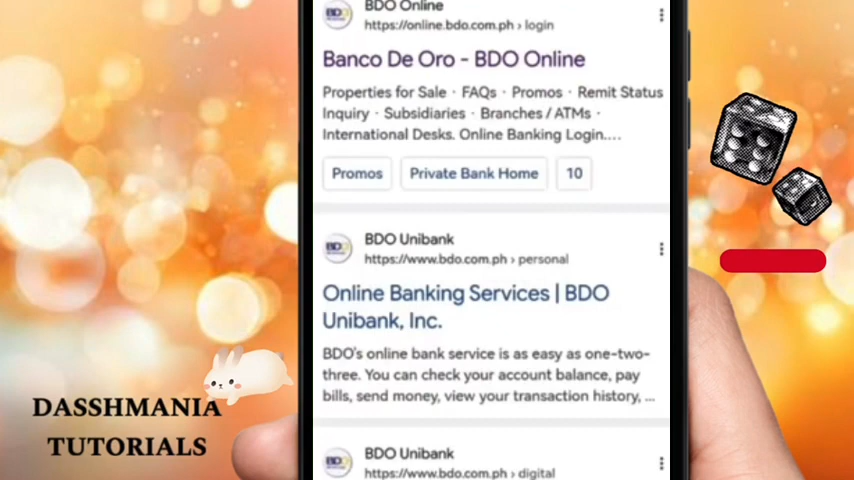 BDO Online
https://online.bdo.com.ph › login
Banco De Oro - BDO Online
Properties for Sale · FAQs · Promos · Remit Status
Inquiry · Subsidiaries · Branches / ATMs ·
International Desks. Online Banking Login....
Promos
Private Bank Home
10
BDO
BDO Unibank
https://www.bdo.com.ph › personal
Online Banking Services | BDO
Unibank, Inc.
BDO's online bank service is as easy as one-two-
three. You can check your account balance, pay
bills, send money, view your transaction history, ...
BDO
BDO Unibank
https://www.bdo.com.ph › digital
DASSHMANIA
TUTORIALS